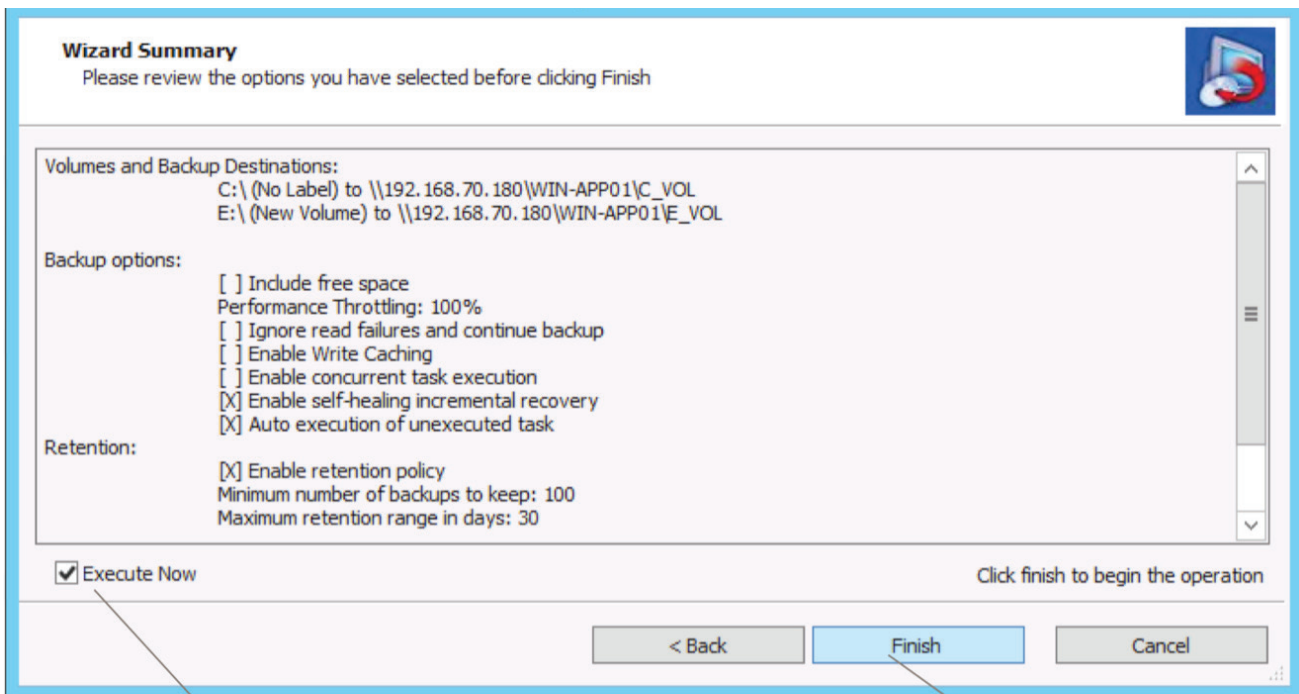 Wizard Summary
Please review the options you have selected before clicking Finish
Volumes and Backup Destinations:
C:\ (No Label) to \\192.168.70.180\WIN-APP01\C_VOL
E:\ (New Volume) to \\192.168.70.180\WIN-APP01\E_VOL
Backup options:
[ ] Include free space
Performance Throttling: 100%
[ ] Ignore read failures and continue backup
[ ] Enable Write Caching
[ ] Enable concurrent task execution
[X] Enable self-healing incremental recovery
[X] Auto execution of unexecuted task
Retention:
[X] Enable retention policy
Minimum number of backups to keep: 100
Maximum retention range in days: 30
Execute Now
Click finish to begin the operation
< Back Finish Cancel